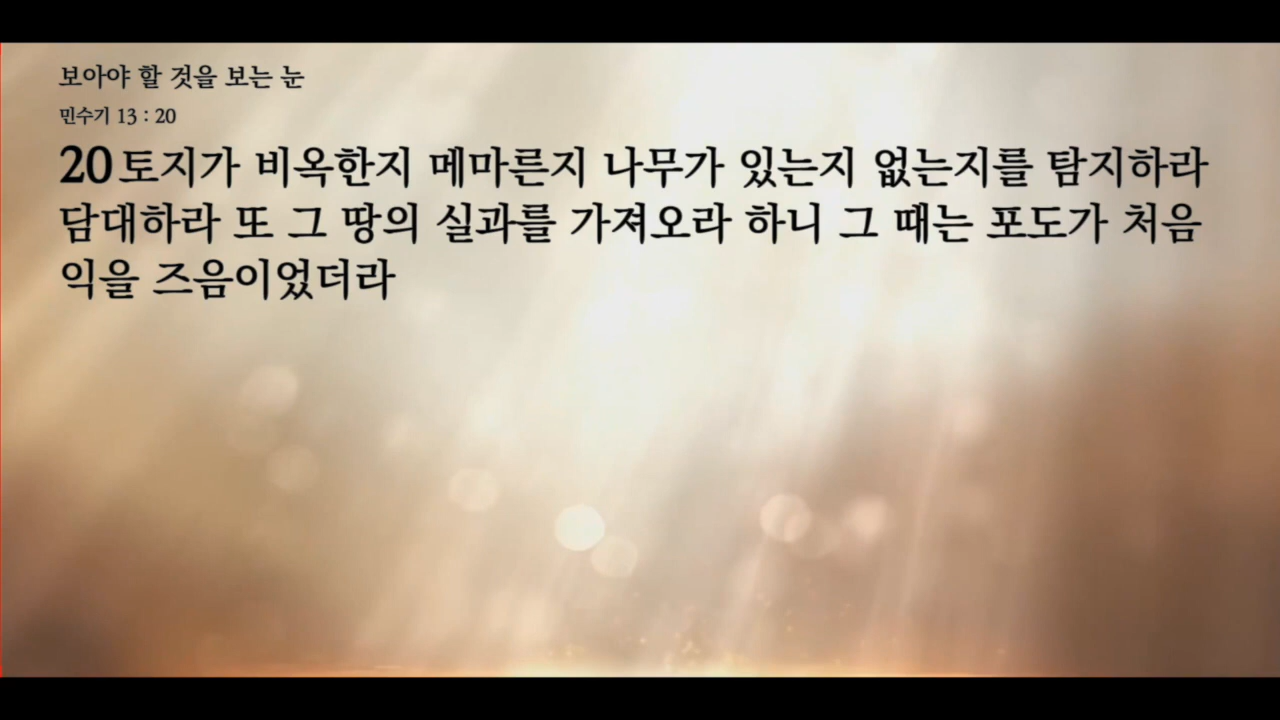 보아야 할 것을 보는 눈
민수기 13 : 20
20 토지가 비옥한지 메마른지 나무가 있는지 없는지를 탐지하라
담대하라 또 그 땅의 실과를 가져오라 하니 그 때는 포도가 처음
익을 즈음이었더라